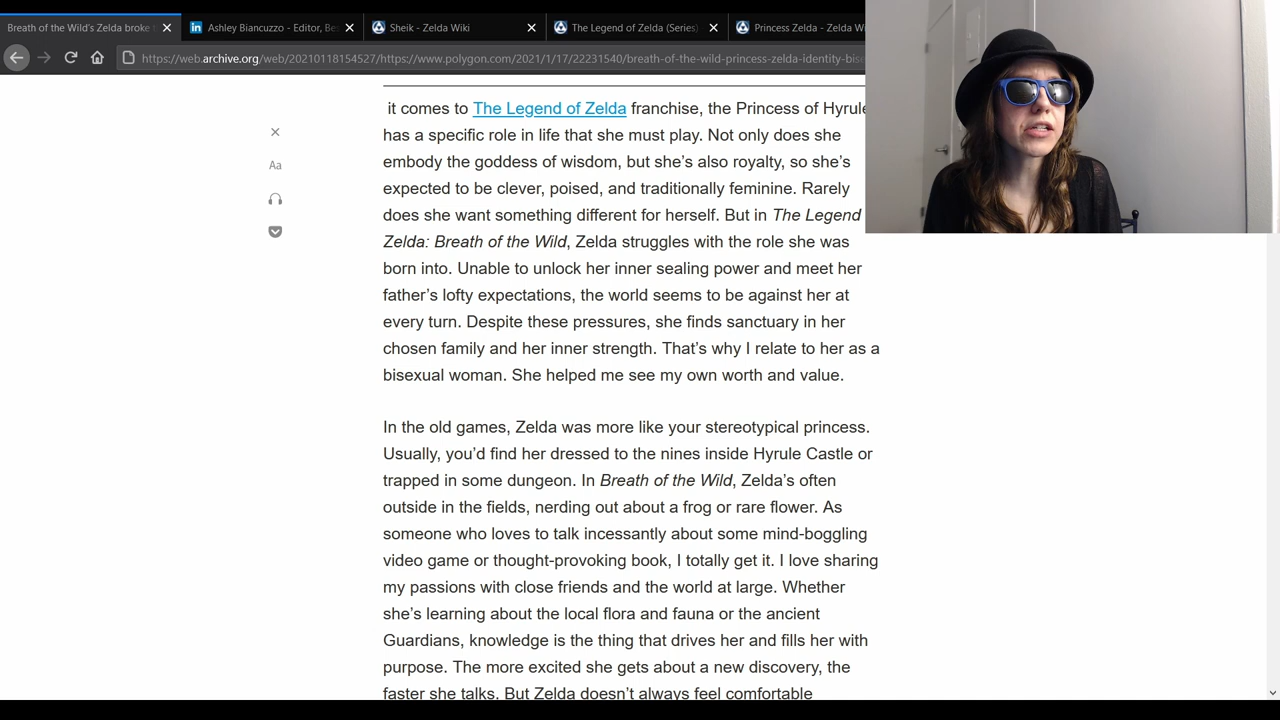 Breath of the Wild's Zelda broke
Ashley Biancuzzo - Editor, Be
Sheik - Zelda Wiki
The Legend of Zelda (Series)
Princess Zelda - Zelda Wi
https://web.archive.org/web/20210118154527/https://www.polygon.com/2021/1/17/22231540/breath-of-the-wild-princess-zelda-identity-bise
it comes to The Legend of Zelda franchise, the Princess of Hyrule
has a specific role in life that she must play. Not only does she
embody the goddess of wisdom, but she's also royalty, so she's
Aa
expected to be clever, poised, and traditionally feminine. Rarely
does she want something different for herself. But in The Legend
Zelda: Breath of the Wild, Zelda struggles with the role she was
born into. Unable to unlock her inner sealing power and meet her
father's lofty expectations, the world seems to be against her at
every turn. Despite these pressures, she finds sanctuary in her
chosen family and her inner strength. That's why I relate to her as a
bisexual woman. She helped me see my own worth and value.
In the old games, Zelda was more like your stereotypical princess.
Usually, you'd find her dressed to the nines inside Hyrule Castle or
trapped in some dungeon. In Breath of the Wild, Zelda's often
outside in the fields, nerding out about a frog or rare flower. As
someone who loves to talk incessantly about some mind-boggling
video game or thought-provoking book, I totally get it. I love sharing
my passions with close friends and the world at large. Whether
she's learning about the local flora and fauna or the ancient
Guardians, knowledge is the thing that drives her and fills her with
purpose. The more excited she gets about a new discovery, the
faster she talks. But Zelda doesn't always feel comfortable